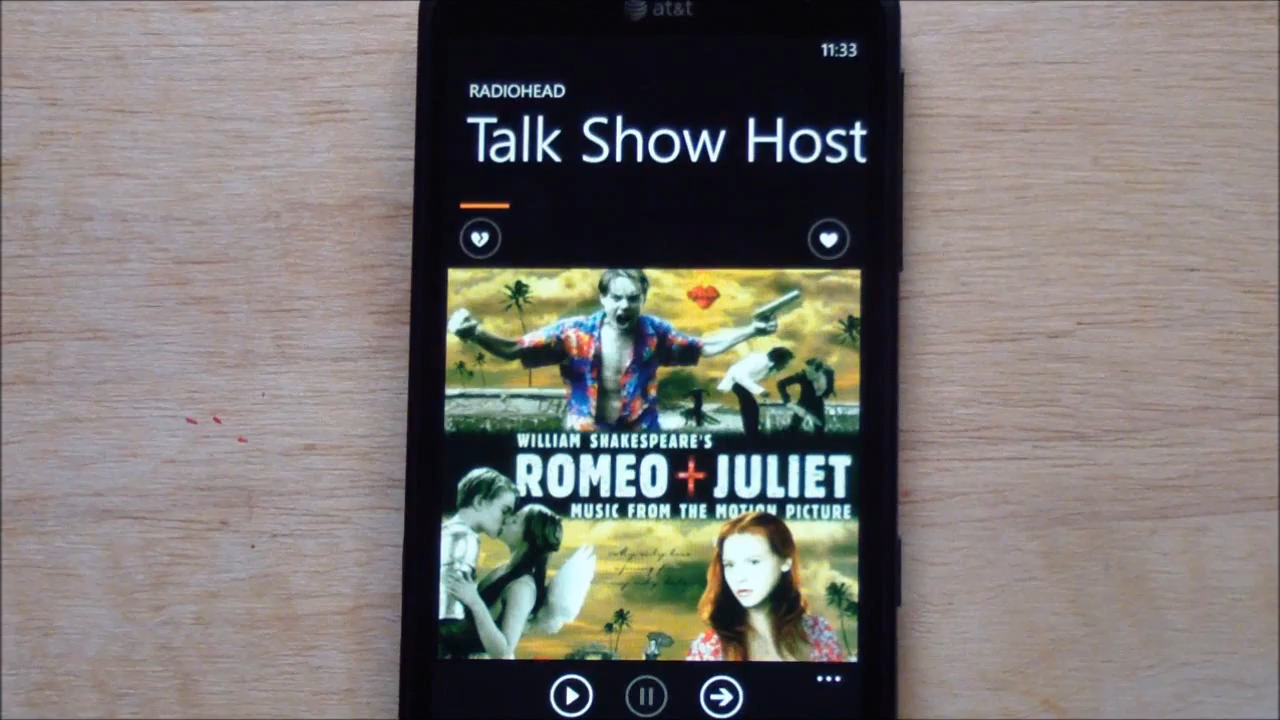 at&t
11:33
RADIOHEAD
Talk Show Host
WILLIAM SHAKESPEARE'S
ROMEO + JULIET
MUSIC FROM THE MOTION PICTURE